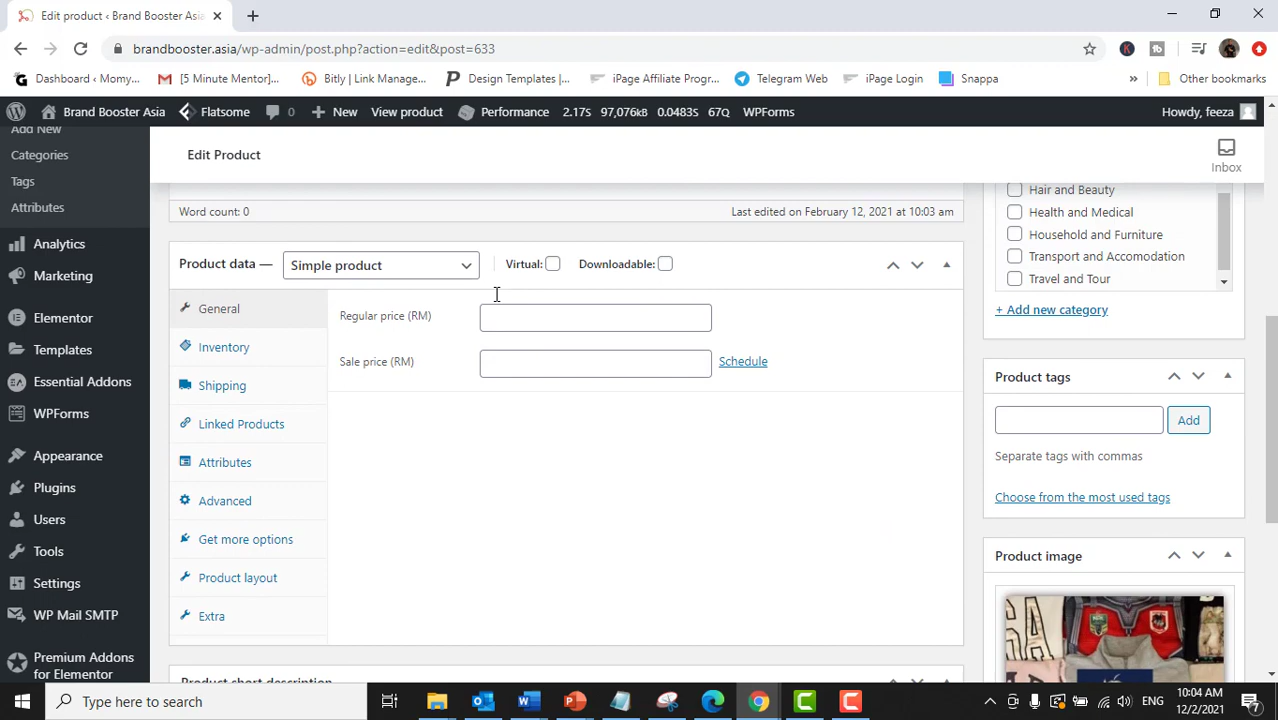 Edit product ‹ Brand Booster Asia
brandbooster.asia/wp-admin/post.php?action=edit&post=633
Dashboard ‹ Momy...
[5 Minute Mentor]...
Bitly | Link Manage...
Design Templates |...
iPage Affiliate Progr...
Telegram Web
iPage Login
Snappa
»
Other bookmarks
Brand Booster Asia
Flatsome
0
New
View product
Performance
2.17s
97,076kB
0.0483s
67Q
WPForms
Howdy, feeza
Add New
Categories
Tags
Attributes
Analytics
Marketing
Elementor
Templates
Essential Addons
WPForms
Appearance
Plugins
Users
Tools
Settings
WP Mail SMTP
Premium Addons
for Elementor
Edit Product
Inbox
Word count: 0
Last edited on February 12, 2021 at 10:03 am
Product data —
Simple product
Virtual:
Downloadable:
General
Inventory
Shipping
Linked Products
Attributes
Advanced
Get more options
Product layout
Extra
Regular price (RM)
Sale price (RM)
Schedule
Product short description
Hair and Beauty
Health and Medical
Household and Furniture
Transport and Accomodation
Travel and Tour
+ Add new category
Product tags
Add
Separate tags with commas
Choose from the most used tags
Product image
Type here to search
ENG
10:04 AM
12/2/2021